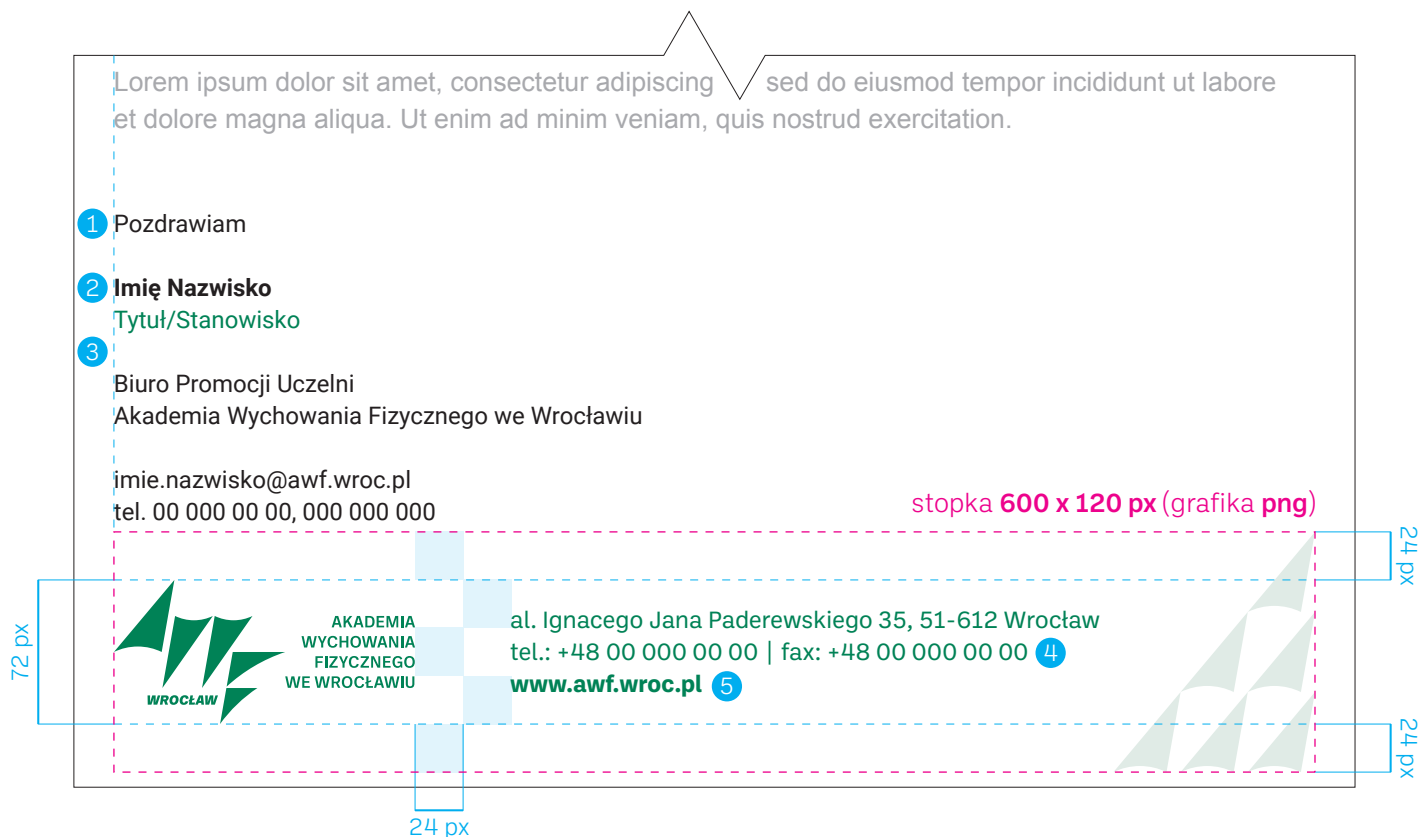 Lorem ipsum dolor sit amet, consectetur adipiscing sed do eiusmod tempor incididunt ut labore
et dolore magna aliqua. Ut enim ad minim veniam, quis nostrud exercitation.
1 Pozdrawiam
2 Imię Nazwisko
Tytuł/Stanowisko
3
Biuro Promocji Uczelni
Akademia Wychowania Fizycznego we Wrocławiu
imie.nazwisko@awf.wroc.pl
tel. 00 000 00 00, 000 000 000
stopka 600 x 120 px (grafika png)
24 px
72 px
WROCŁAW
AKADEMIA
WYCHOWANIA
FIZYCZNEGO
WE WROCŁAWIU
al. Ignacego Jana Paderewskiego 35, 51-612 Wrocław
tel.: +48 00 000 00 00 | fax: +48 00 000 00 00 4
www.awf.wroc.pl 5
24 px
24 px